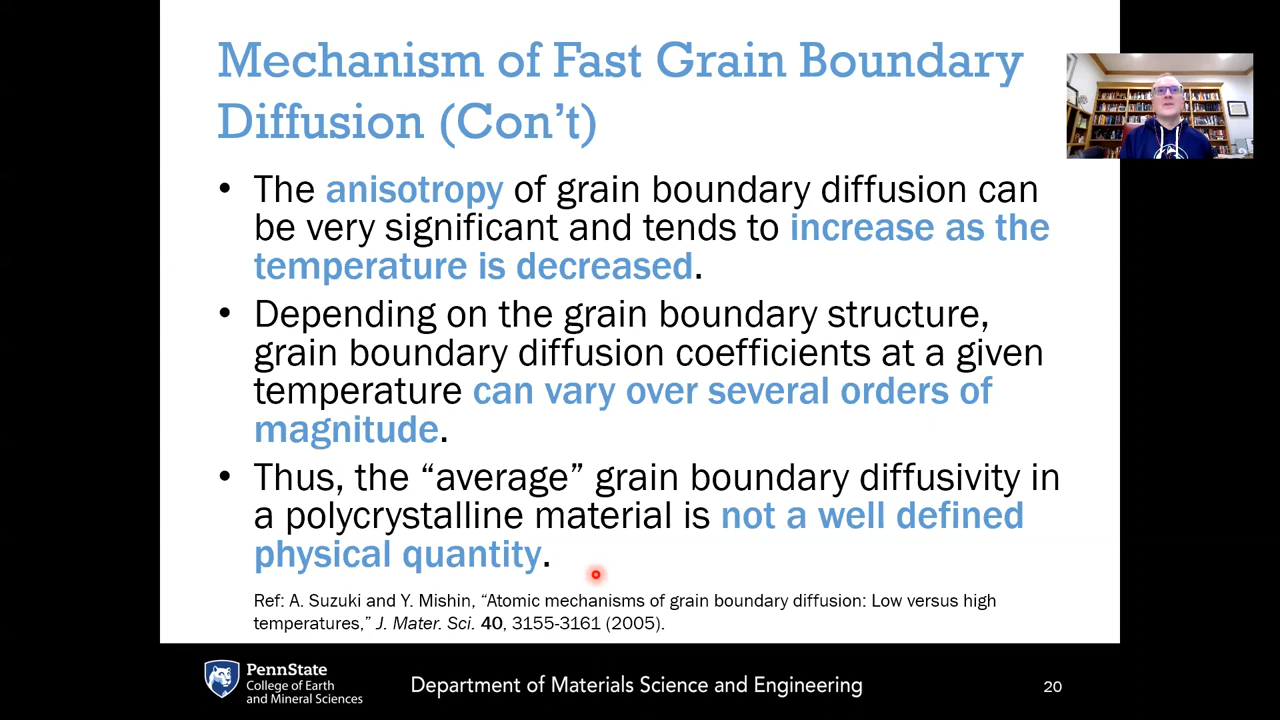 Mechanism of Fast Grain Boundary
Diffusion (Con’t)
• The anisotropy of grain boundary diffusion can
be very significant and tends to increase as the
temperature is decreased.
• Depending on the grain boundary structure,
grain boundary diffusion coefficients at a given
temperature can vary over several orders of
magnitude.
• Thus, the “average” grain boundary diffusivity in
a polycrystalline material is not a well defined
physical quantity.
Ref: A. Suzuki and Y. Mishin, “Atomic mechanisms of grain boundary diffusion: Low versus high
temperatures,” J. Mater. Sci. 40, 3155-3161 (2005).
PennState
College of Earth
and Mineral Sciences
Department of Materials Science and Engineering
20